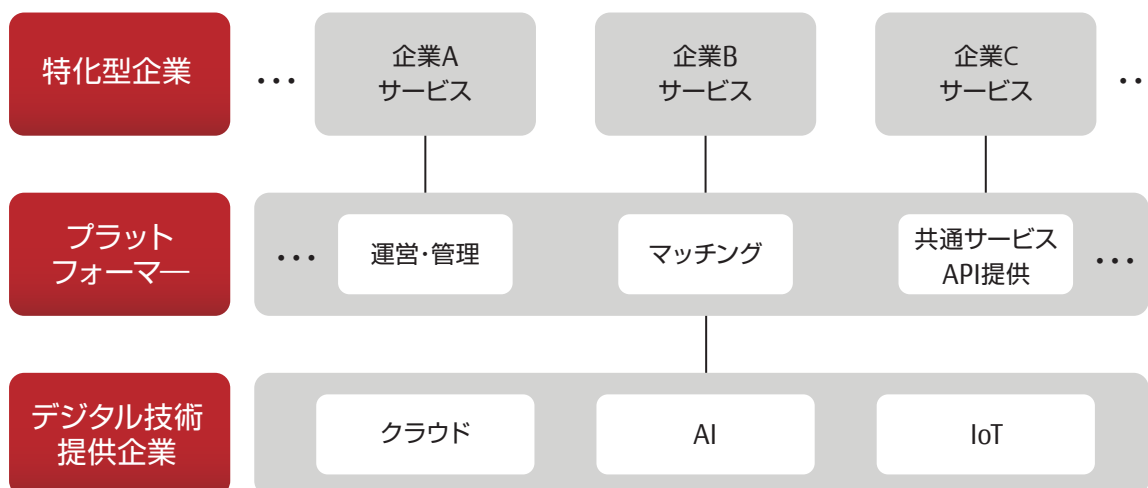 特化型企業
•••
企業A
サービス
企業B
サービス
企業C
サービス
••
プラット
フォーマー
•••
運営・管理
マッチング
共通サービス
API提供
•••
デジタル技術
提供企業
クラウド
AI
IoT